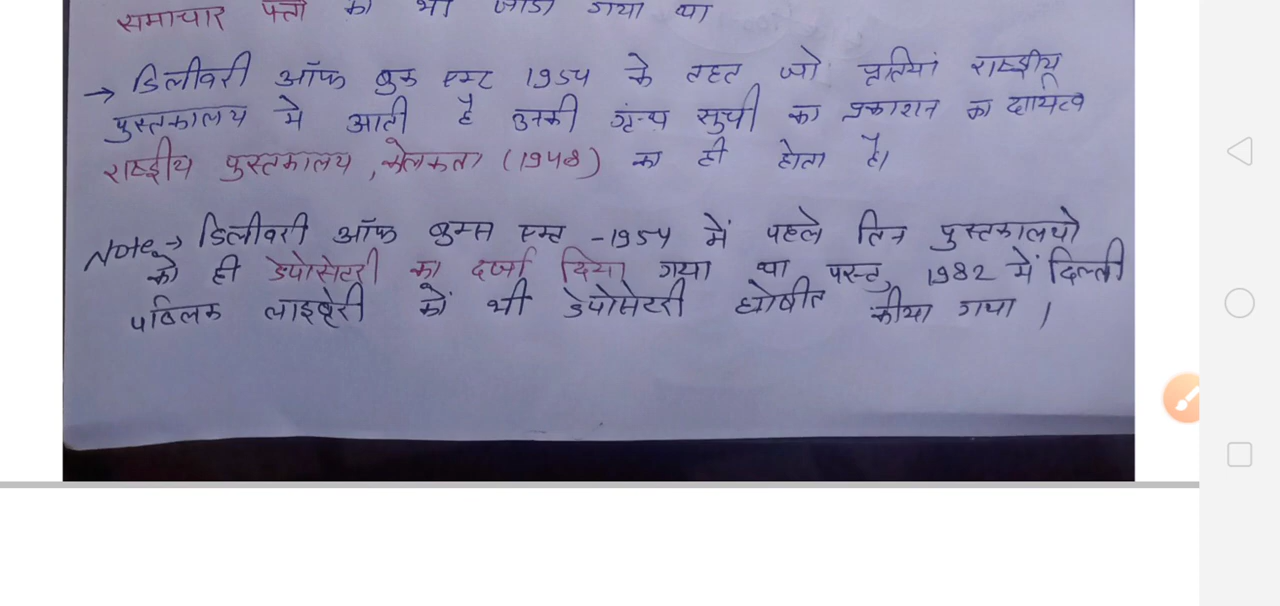 समाचार पत्रों को भी जोडा गया था
→ डिलीवरी ऑफ बुक एक्ट 1954 के तहत जो प्रतियां राष्ट्रीय
पुस्तकालय मे आती है उनकी ग्रंन्थ सुची का प्रकाशन का दायित्व
राष्ट्रीय पुस्तकालय, कोलकता (1948) का ही होता है।
Note → डिलीवरी ऑफ बुक्स एक्ट - 1954 में पहले तिन पुस्तकालयो
को ही डेपोसेटरी का दर्जा दिया गया था परन्तु, 1982 में दिल्ली
पब्लिक लाइब्रेरी को भी डेपोसेटरी घोषीत कीया गया ।